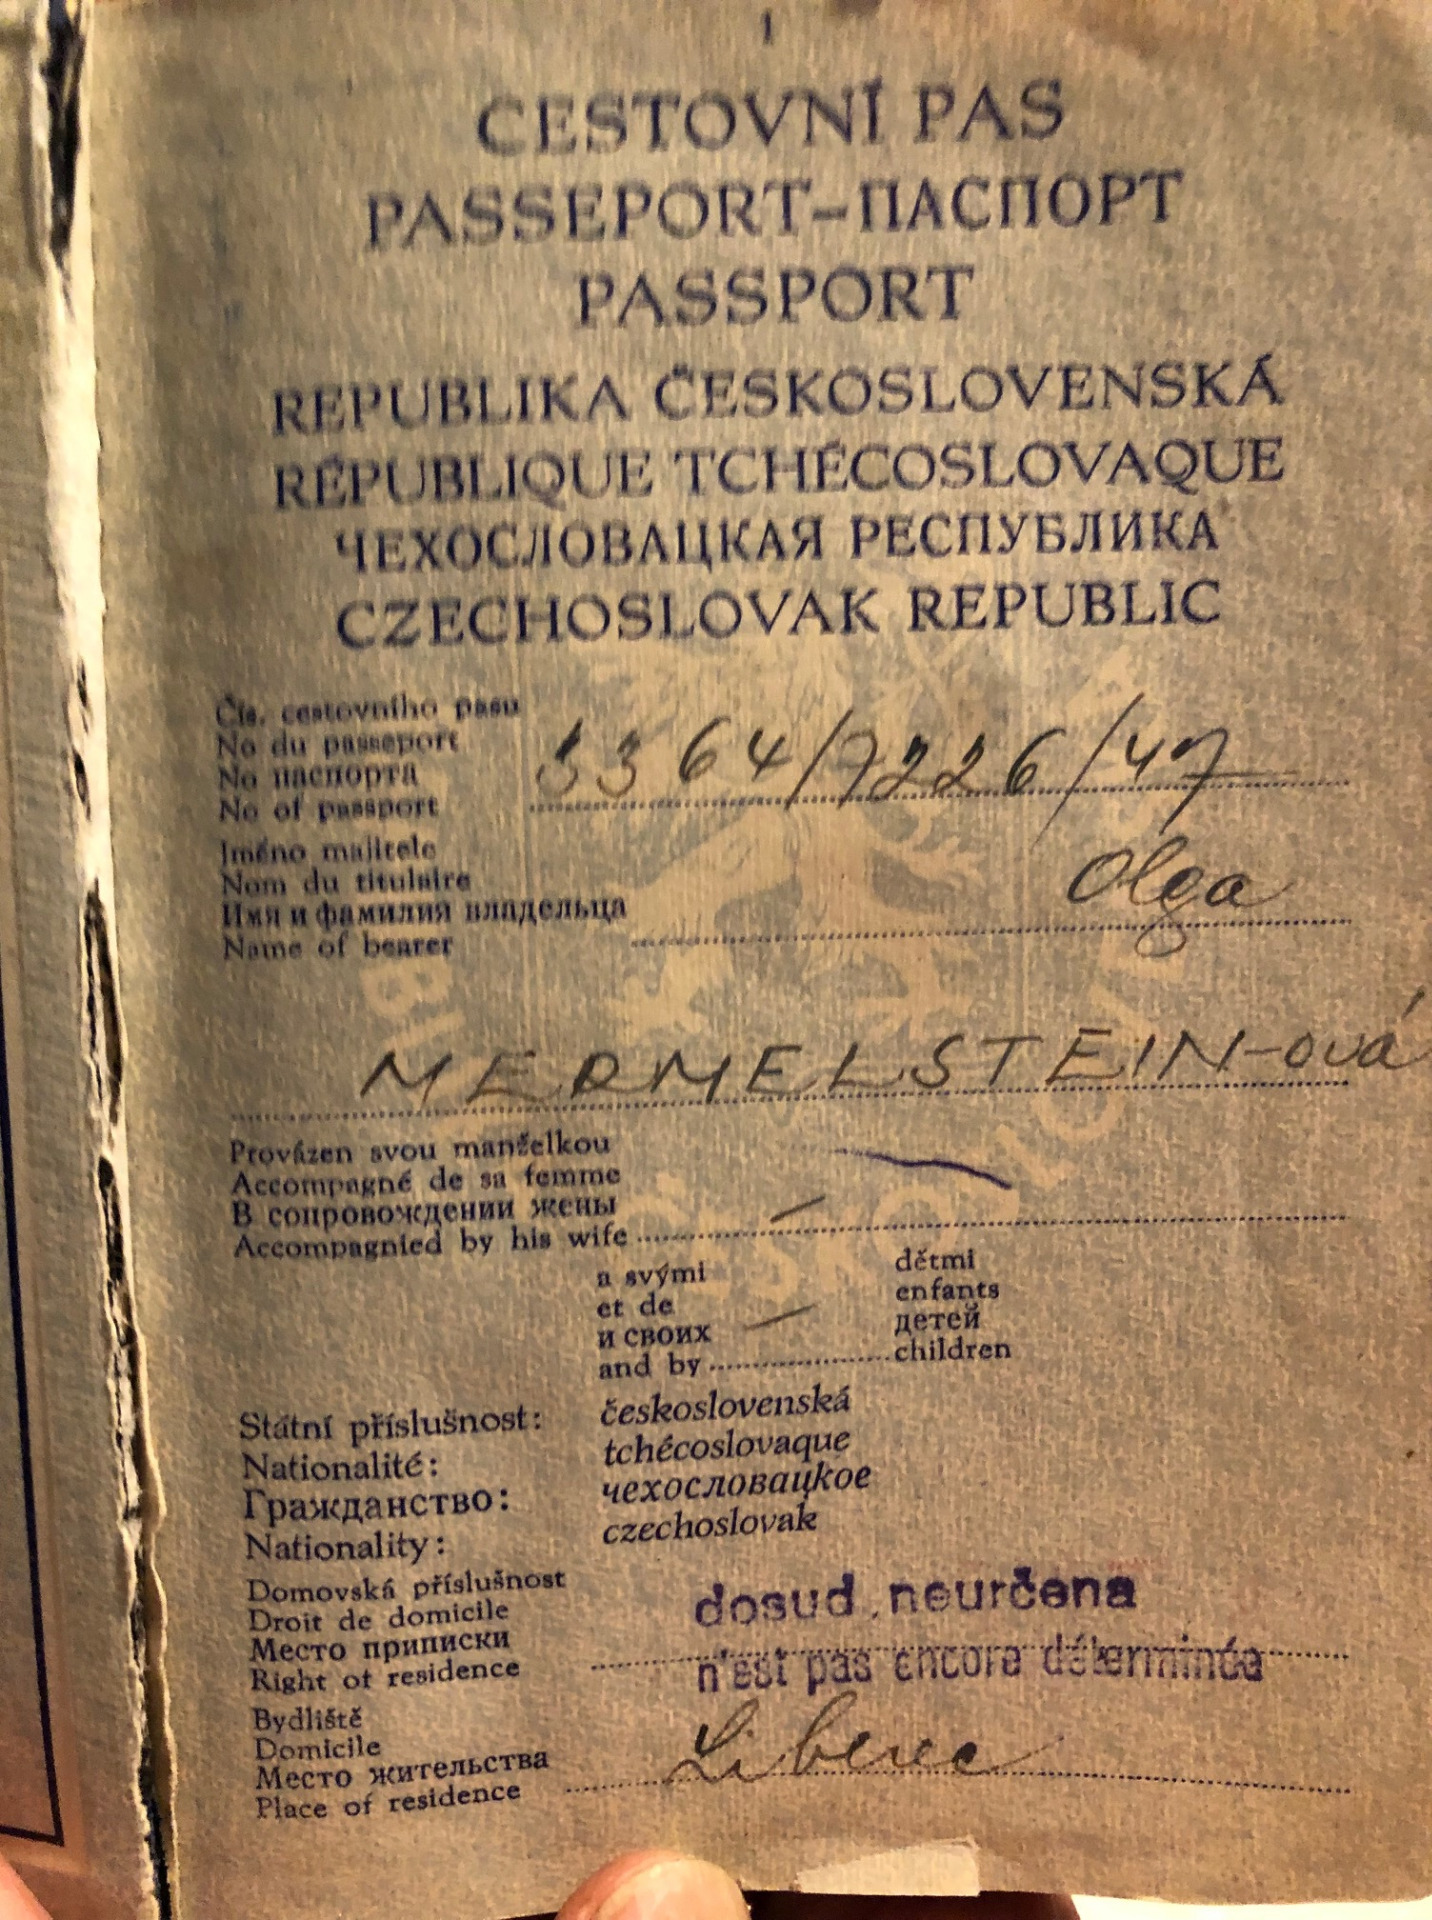 1
CESTOVNÍ PAS
PASSEPORT–ПАСПОРТ
PASSPORT
REPUBLIKA ČESKOSLOVENSKÁ
RÉPUBLIQUE TCHÉCOSLOVAQUE
ЧЕХОСЛОВАЦКАЯ РЕСПУБЛИКА
CZECHOSLOVAK REPUBLIC
Čís. cestovního pasu
No du passeport
No паспорта
No of passport
3364/7226/47
Jméno majitele
Nom du titulaire
Имя и фамилия владельца
Name of bearer
Olga
MERMELSTEIN-ová
Provázen svou manželkou
Accompagné de sa femme
В сопровождении жены
Accompagnied by his wife
a svými dětmi
et de enfants
и своих детей
and by children
Státní příslušnost: československá
Nationalité: tchécoslovaque
Гражданство: чехословацкое
Nationality: czechoslovak
Domovská příslušnost
Droit de domicile
Место приписки
Right of residence
dosud neurčena
n'est pas encore déterminée
Bydliště
Domicile
Место жительства
Place of residence
Liberec